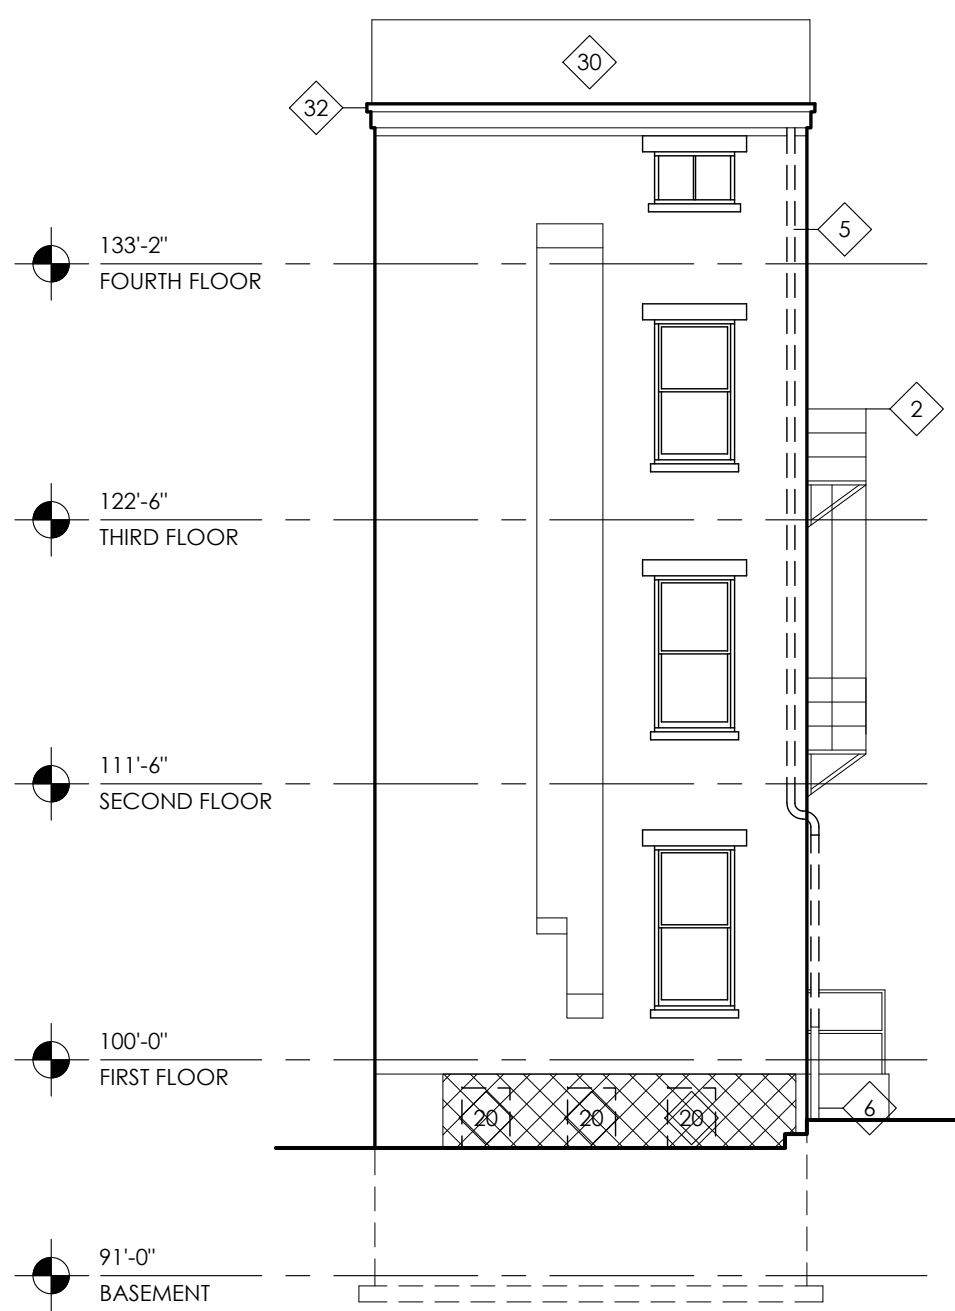 30
32
5
133'-2"
FOURTH FLOOR
2
122'-6"
THIRD FLOOR
111'-6"
SECOND FLOOR
100'-0"
FIRST FLOOR
20 20 20 6
91'-0"
BASEMENT